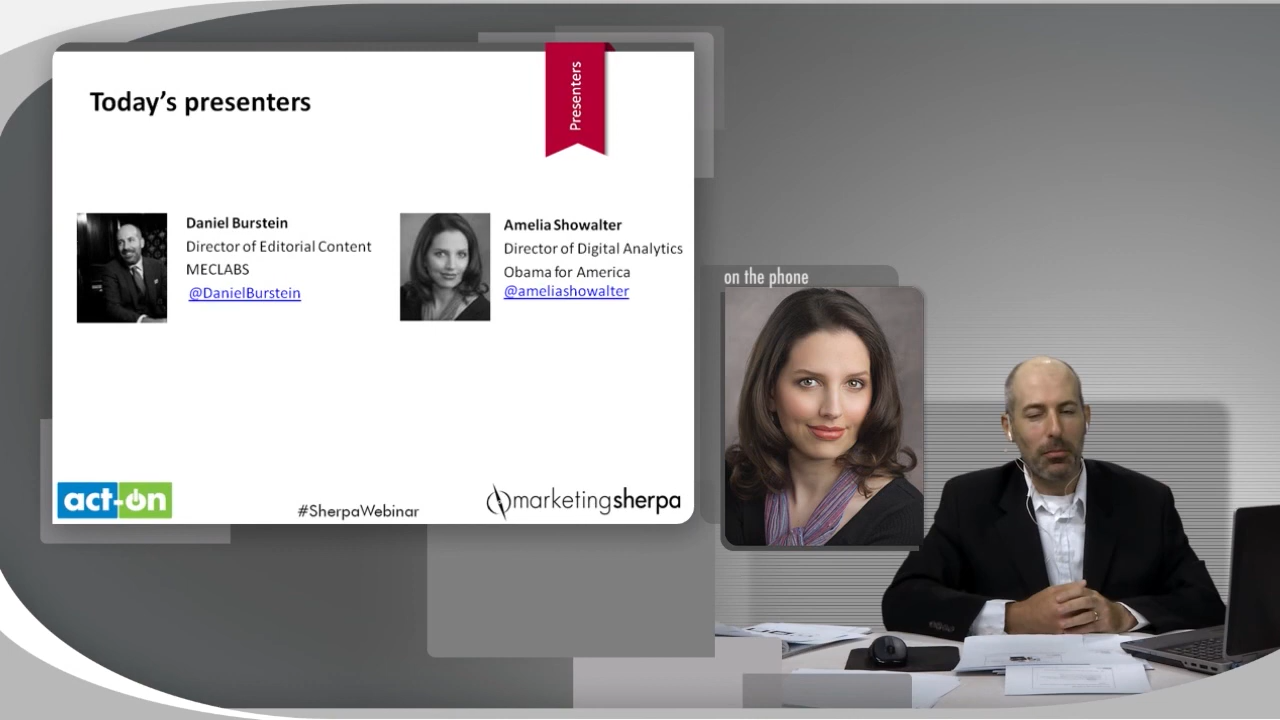 Today's presenters
Presenters
Daniel Burstein
Director of Editorial Content
MECLABS
@DanielBurstein
Amelia Showalter
Director of Digital Analytics
Obama for America
@ameliashowalter
on the phone
act-on
#SherpaWebinar
marketingsherpa